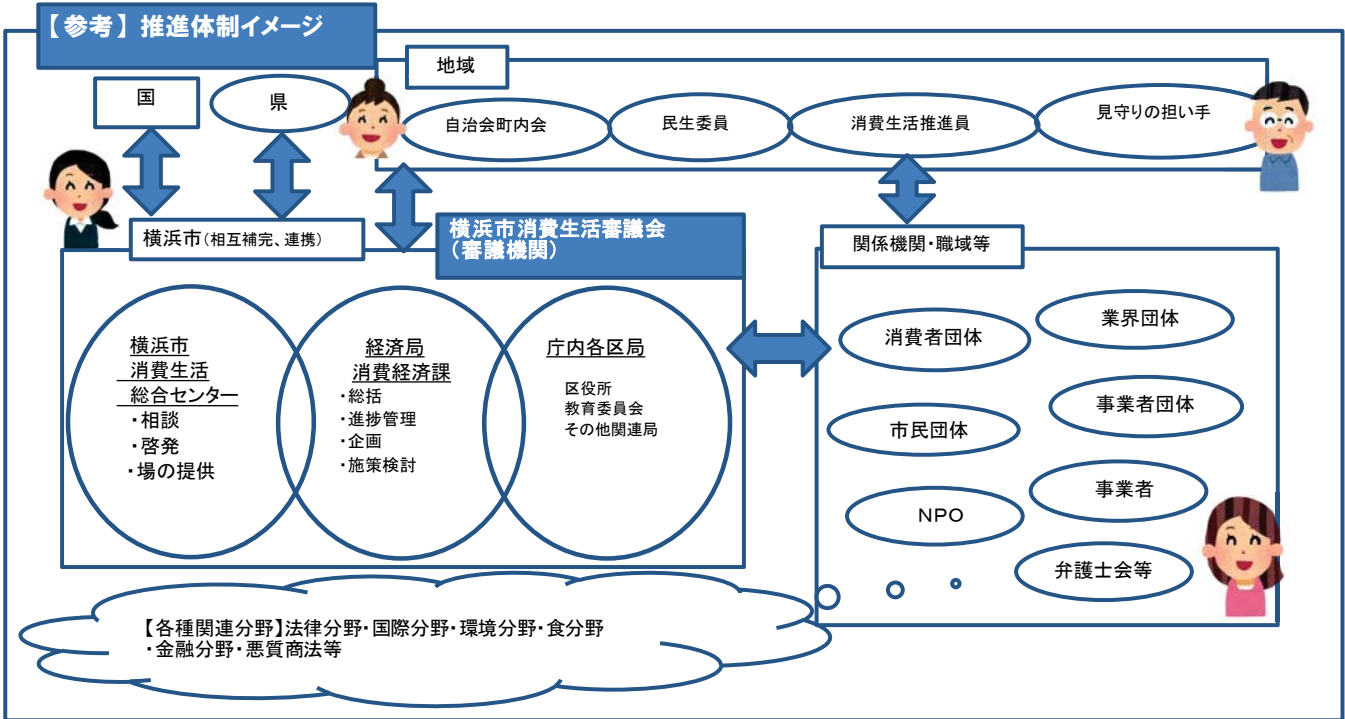 【参考】推進体制イメージ
国
県
地域
自治会町内会
民生委員
消費生活推進員
見守りの担い手
横浜市(相互補完、連携)
横浜市消費生活審議会
(審議機関)
横浜市
消費生活
総合センター
・相談
・啓発
・場の提供
経済局
消費経済課
・総括
・進捗管理
・企画
・施策検討
庁内各区局
区役所
教育委員会
その他関連局
関係機関・職域等
消費者団体
業界団体
市民団体
事業者団体
NPO
事業者
弁護士会等
【各種関連分野】法律分野・国際分野・環境分野・食分野
・金融分野・悪質商法等